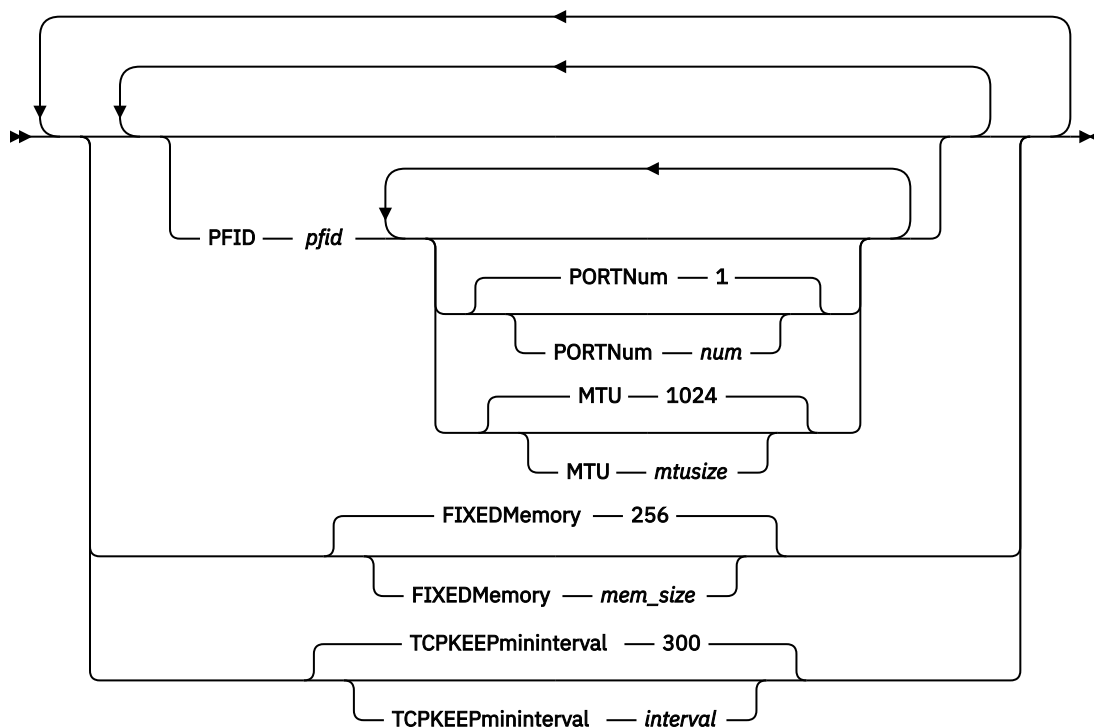 PFID pfid
PORTNum 1
PORTNum num
MTU 1024
MTU mtusize
FIXEDMemory 256
FIXEDMemory mem_size
TCPKEEPmininterval 300
TCPKEEPmininterval interval